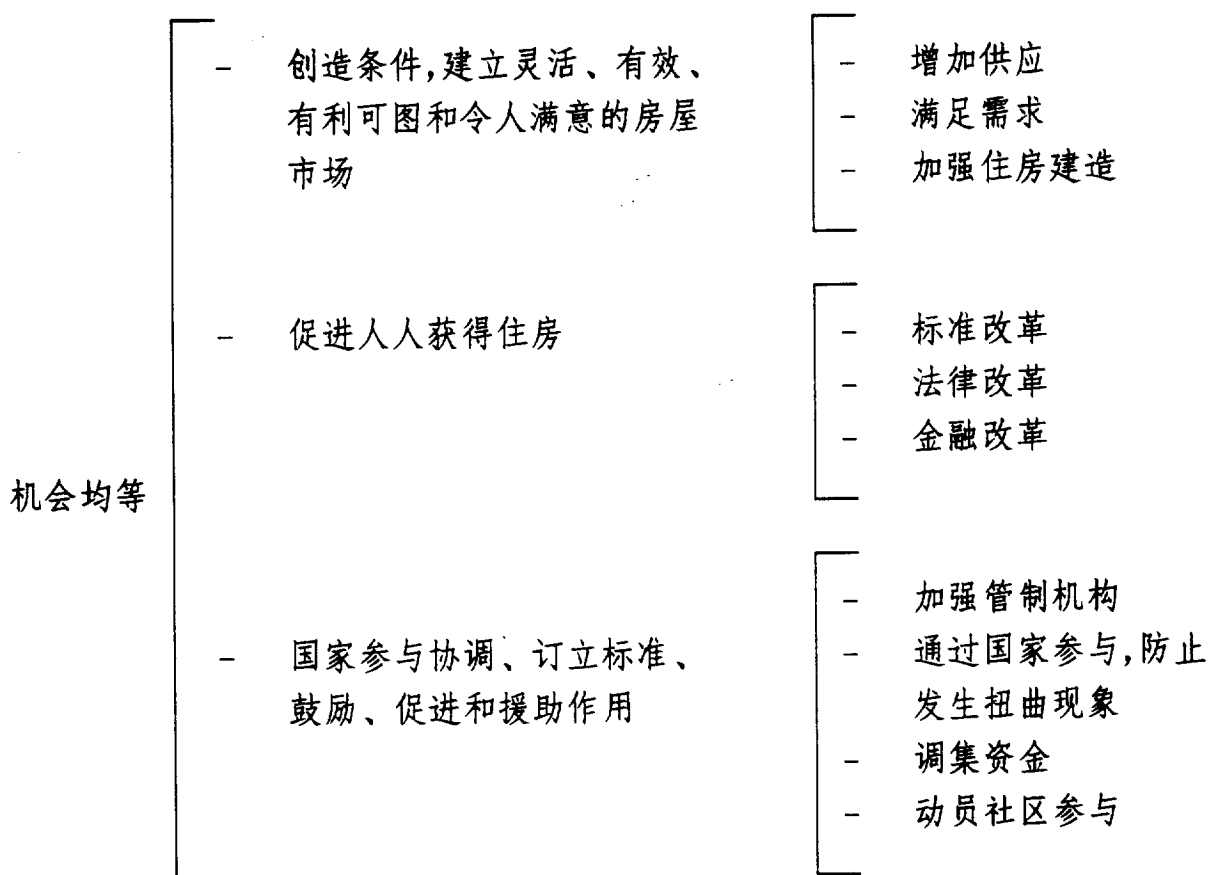 机会均等
- 创造条件,建立灵活、有效、
有利可图和令人满意的房屋
市场
- 增加供应
- 满足需求
- 加强住房建造
- 促进人人获得住房
- 标准改革
- 法律改革
- 金融改革
- 国家参与协调、订立标准、
鼓励、促进和援助作用
- 加强管制机构
- 通过国家参与,防止
发生扭曲现象
- 调集资金
- 动员社区参与